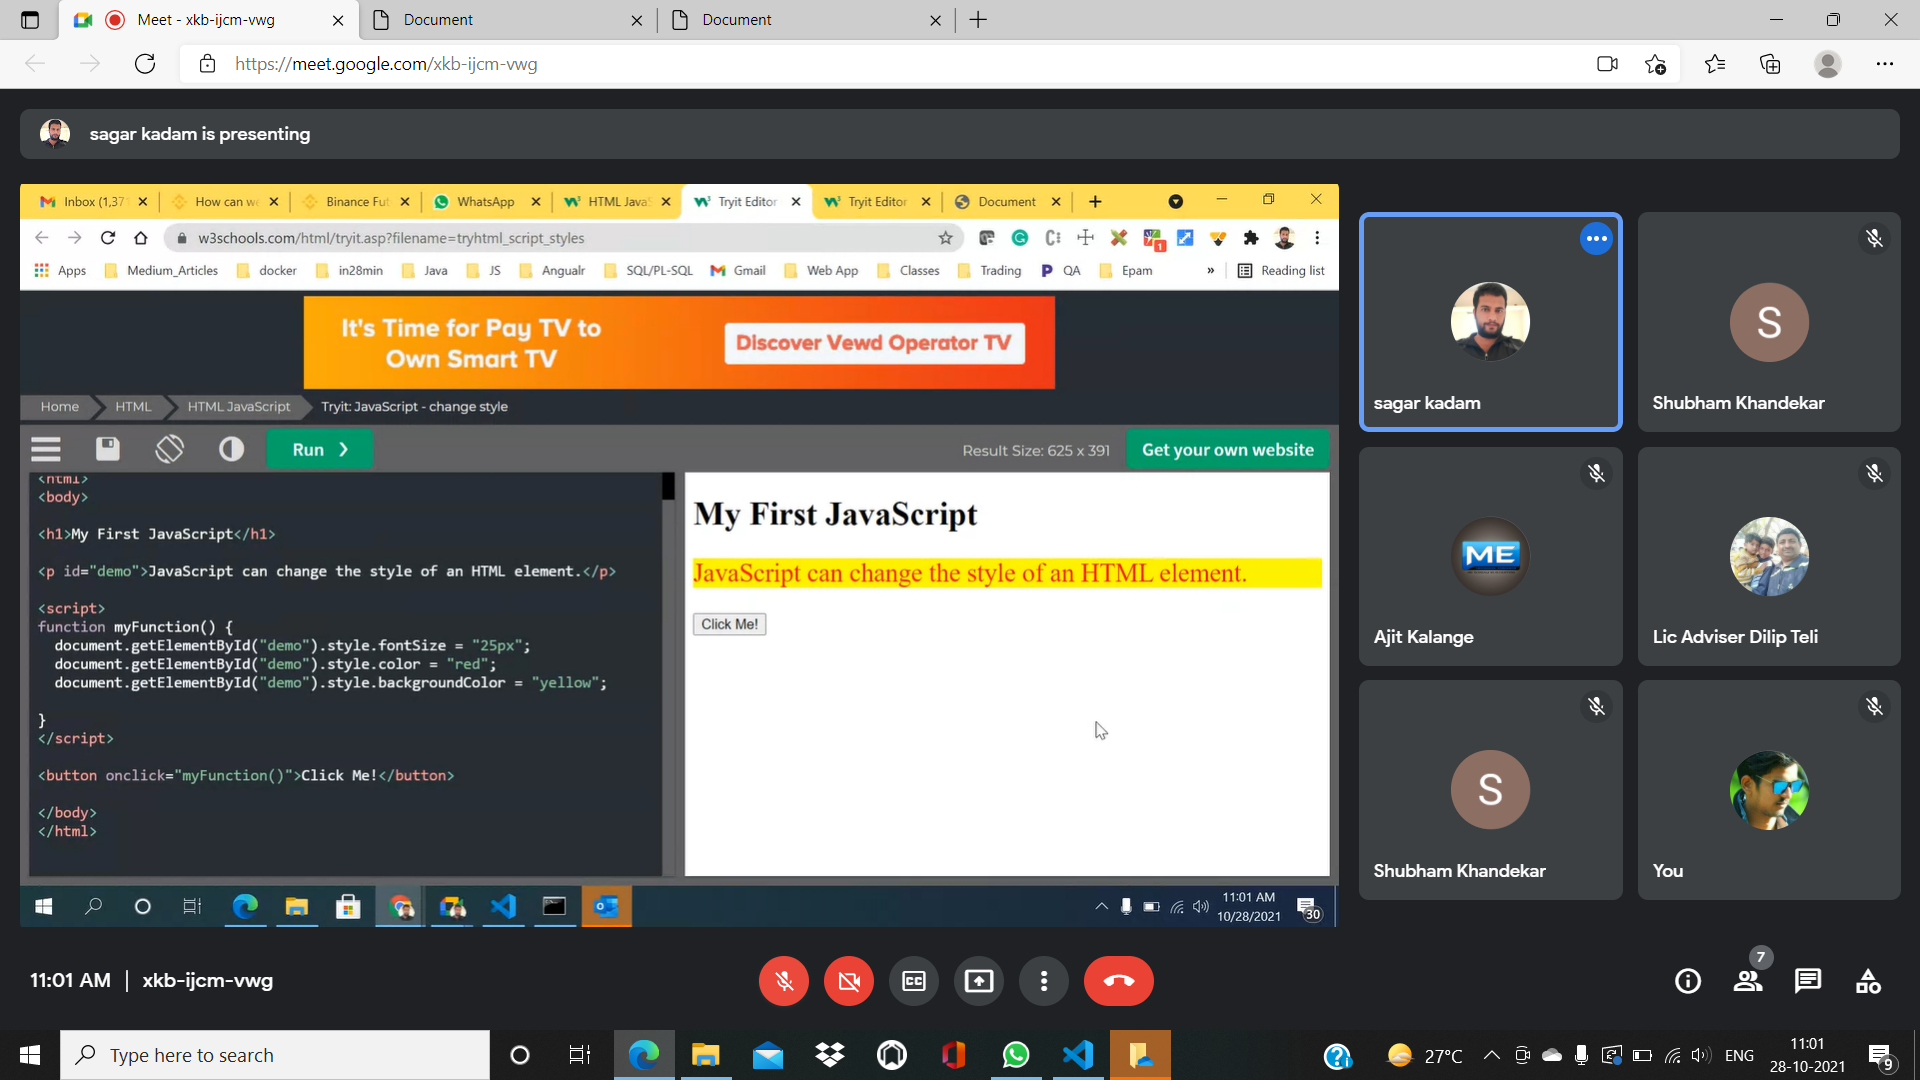 Meet - xkb-ijcm-vwg
Document
Document
https://meet.google.com/xkb-ijcm-vwg
sagar kadam is presenting
Inbox (1,37
How can we
Binance Fut
WhatsApp
HTML JavaS
Tryit Editor
Tryit Editor
Document
w3schools.com/html/tryit.asp?filename=tryhtml_script_styles
1
Apps
Medium_Articles
docker
in28min
Java
JS
Angualr
SQL/PL-SQL
Gmail
Web App
Classes
Trading
QA
Epam
»
Reading list
It's Time for Pay TV to
Own Smart TV
Discover Vewd Operator TV
Home
HTML
HTML JavaScript
Tryit: JavaScript - change style
Run ❯
Result Size: 625 x 391
Get your own website
<html>
<body>
<h1>My First JavaScript</h1>
<p id="demo">JavaScript can change the style of an HTML element.</p>
<script>
function myFunction() {
document.getElementById("demo").style.fontSize = "25px";
document.getElementById("demo").style.color = "red";
document.getElementById("demo").style.backgroundColor = "yellow";
}
</script>
<button onclick="myFunction()">Click Me!</button>
</body>
</html>
My First JavaScript
JavaScript can change the style of an HTML element.
Click Me!
11:01 AM
10/28/2021
30
sagar kadam
S
Shubham Khandekar
ME
Ajit Kalange
Lic Adviser Dilip Teli
S
Shubham Khandekar
You
11:01 AM | xkb-ijcm-vwg
CC
7
Type here to search
27°C
ENG
11:01
28-10-2021
9